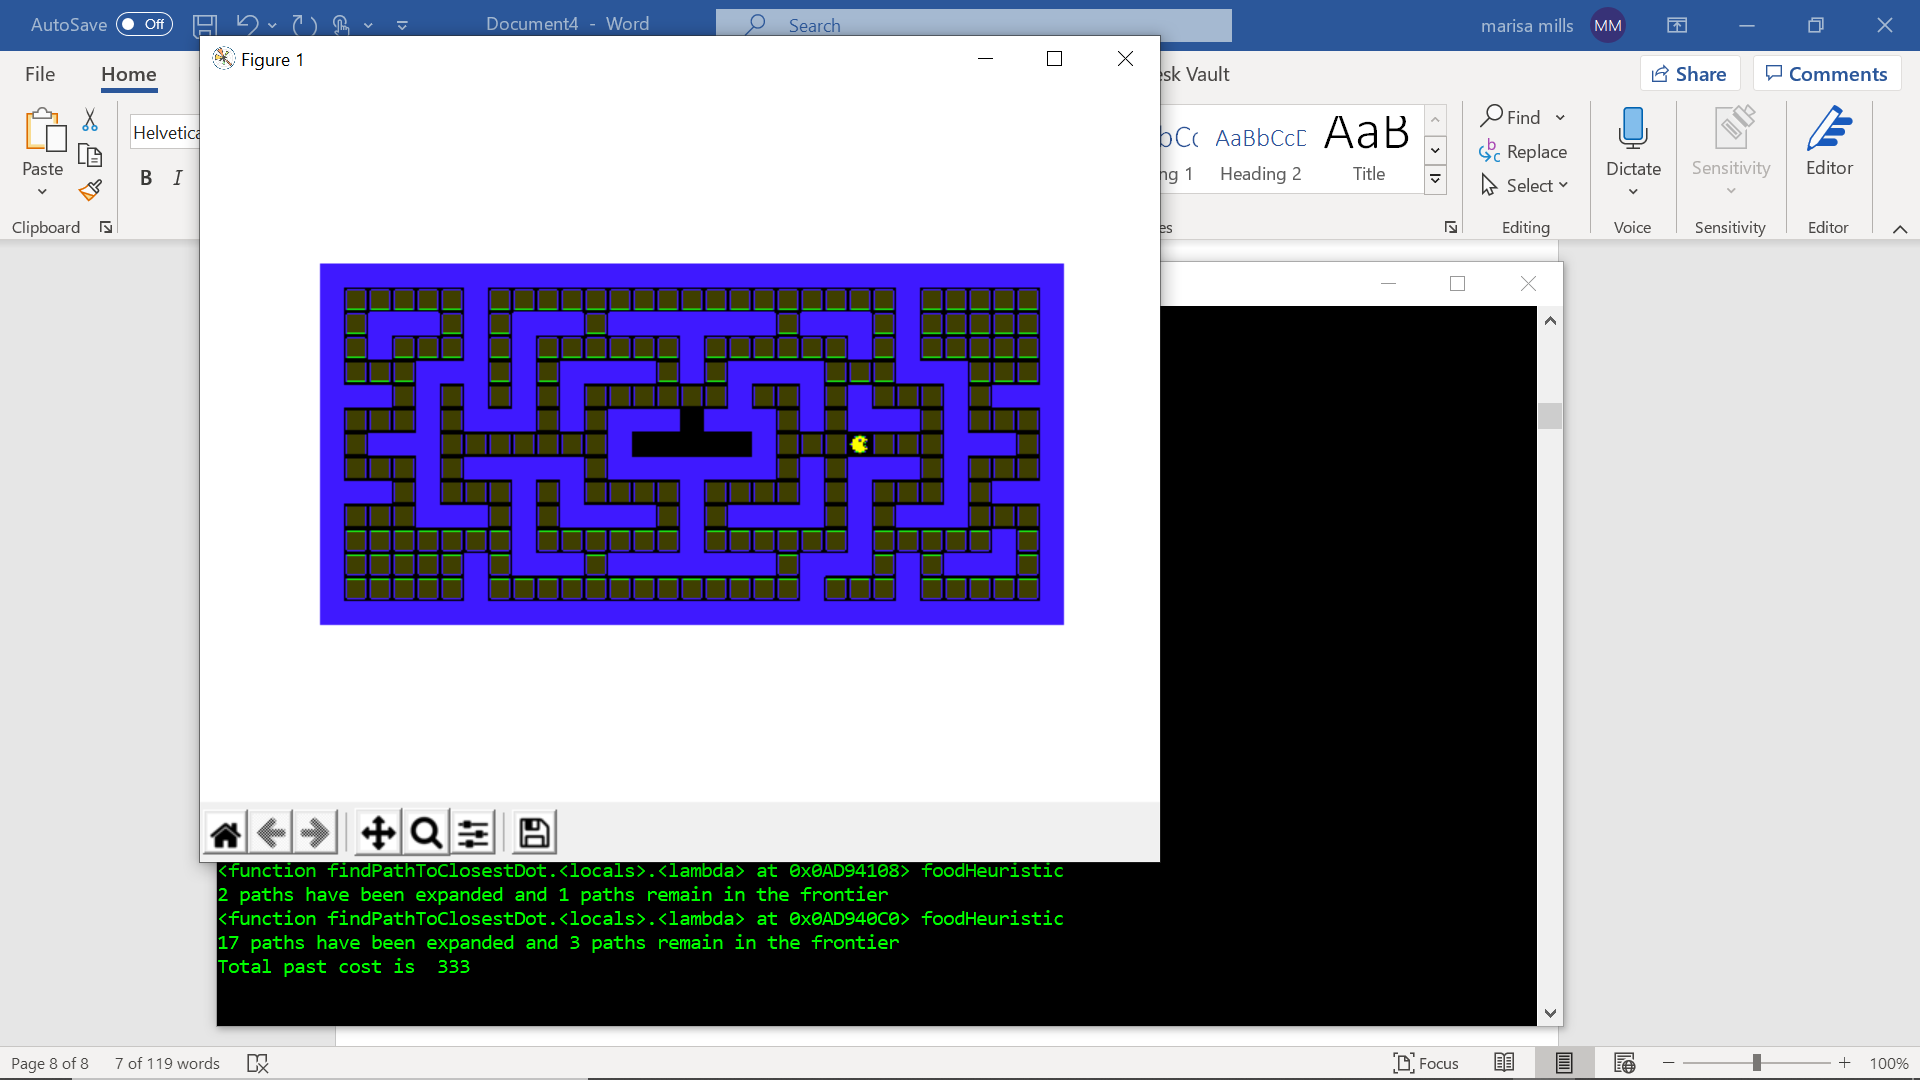 AutoSave Off Document4 - Word Search marisa mills MM
Figure 1
File Home esk Vault Share Comments
Helvetica
AaBbCcD AaB
Find
Replace
Select
Paste B I ng 1 Heading 2 Title Dictate Sensitivity Editor
Clipboard es Editing Voice Sensitivity Editor
<function findPathToClosestDot.<locals>.<lambda> at 0x0AD94108> foodHeuristic
2 paths have been expanded and 1 paths remain in the frontier
<function findPathToClosestDot.<locals>.<lambda> at 0x0AD940C0> foodHeuristic
17 paths have been expanded and 3 paths remain in the frontier
Total past cost is  333
Page 8 of 8 7 of 119 words Focus 100%